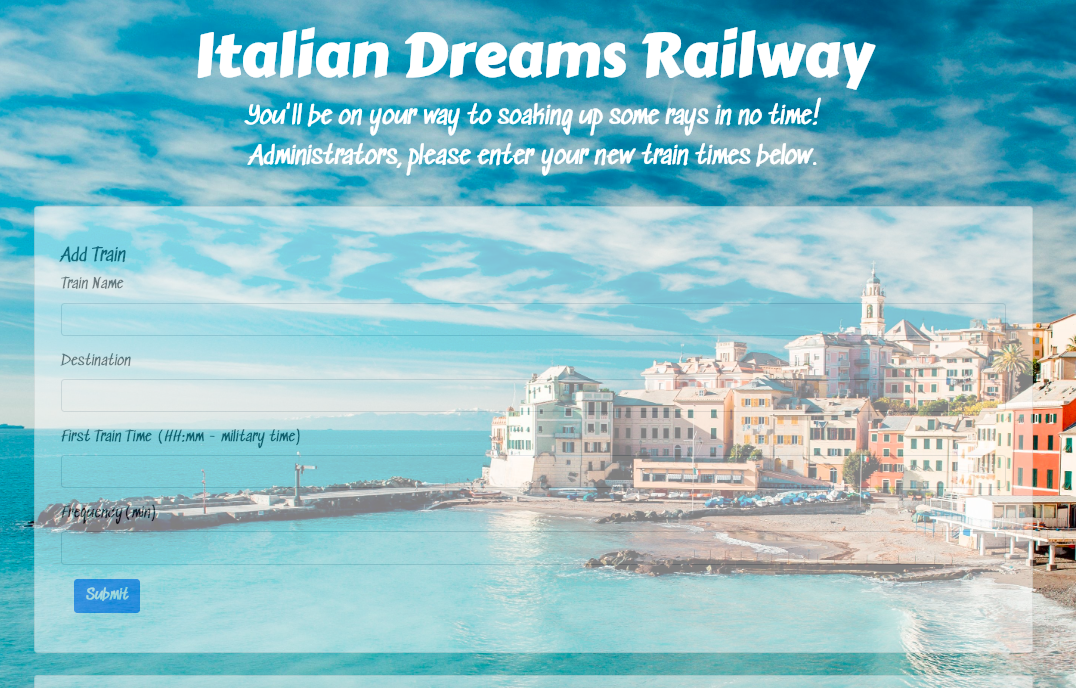 Italian Dreams Railway
You'll be on your way to soaking up some rays in no time!
Administrators, please enter your new train times below.
Add Train
Train Name
Destination
First Train Time (HH:mm - military time)
Frequency (min)
Submit